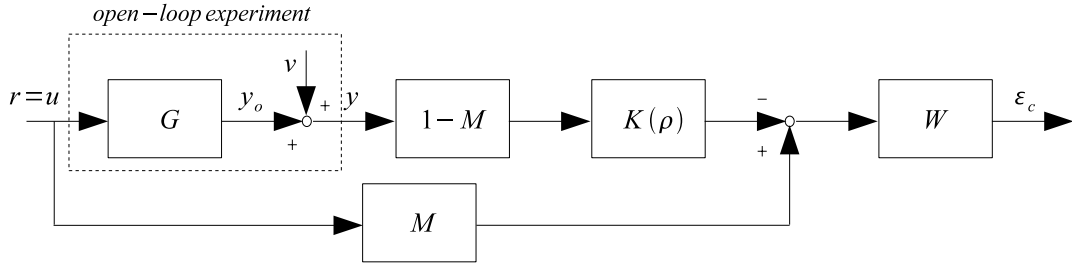 open−loop experiment
r=u
G
y_o
v
+
+
y
1−M
K(ρ)
−
+
W
ε_c
M